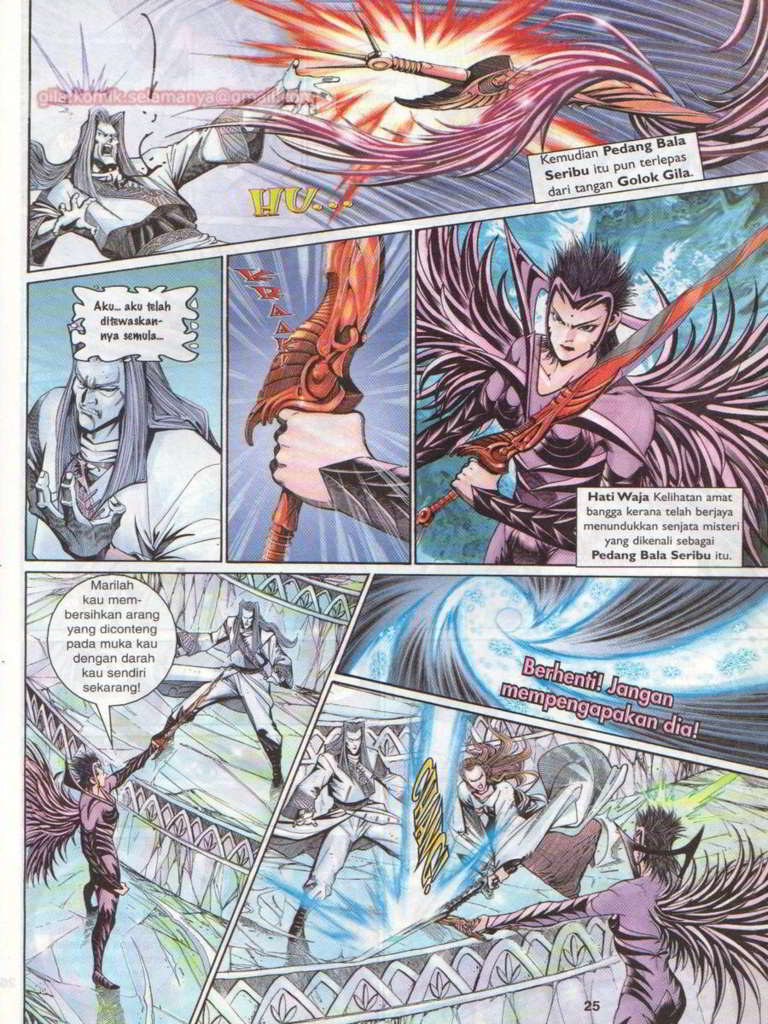 gila.komik.selamanya@gmail.com
Kemudian Pedang Bala
Seribu itu pun terlepas
dari tangan Golok Gila.
HU...
Aku... aku telah
ditewaskan-
nya semula...
Hati Waja Kelihatan amat
bangga kerana telah berjaya
menundukkan senjata misteri
yang dikenali sebagai
Pedang Bala Seribu itu.
Marilah
kau mem-
bersihkan arang
yang diconteng
pada muka kau
dengan darah
kau sendiri
sekarang!
Berhenti! Jangan
mempengapakan dia!
25